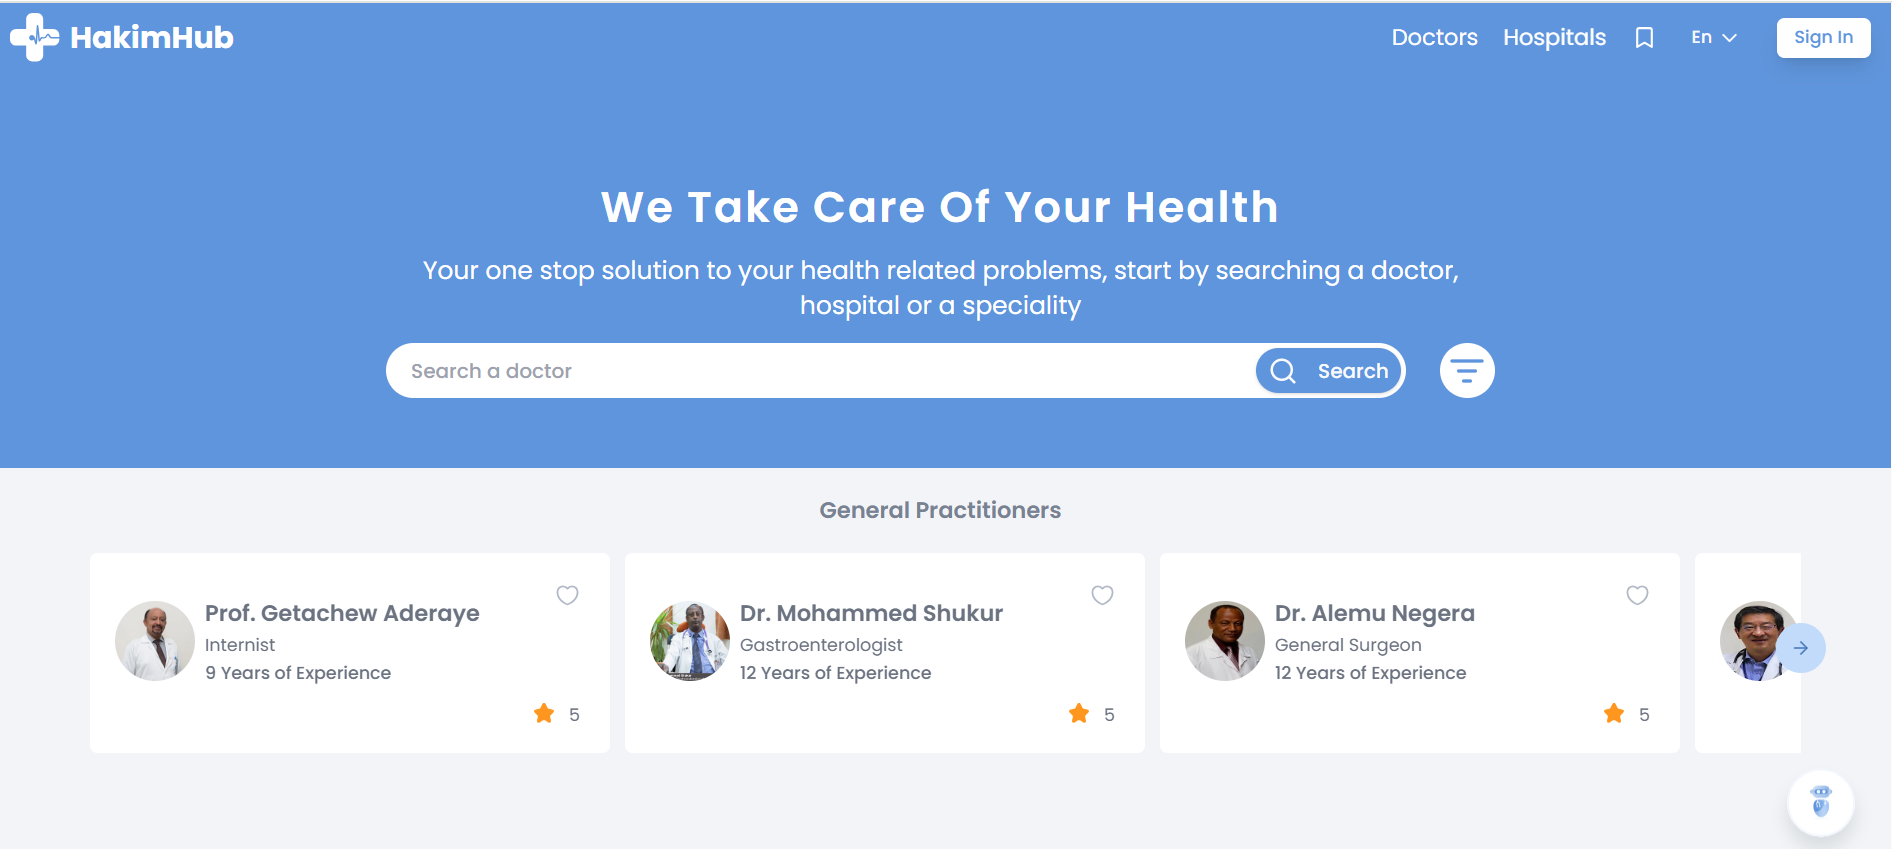 HakimHub
Doctors
Hospitals
En
Sign In
We Take Care Of Your Health
Your one stop solution to your health related problems, start by searching a doctor,
hospital or a speciality
Search a doctor
Search
General Practitioners
Prof. Getachew Aderaye
Internist
9 Years of Experience
5
Dr. Mohammed Shukur
Gastroenterologist
12 Years of Experience
5
Dr. Alemu Negera
General Surgeon
12 Years of Experience
5